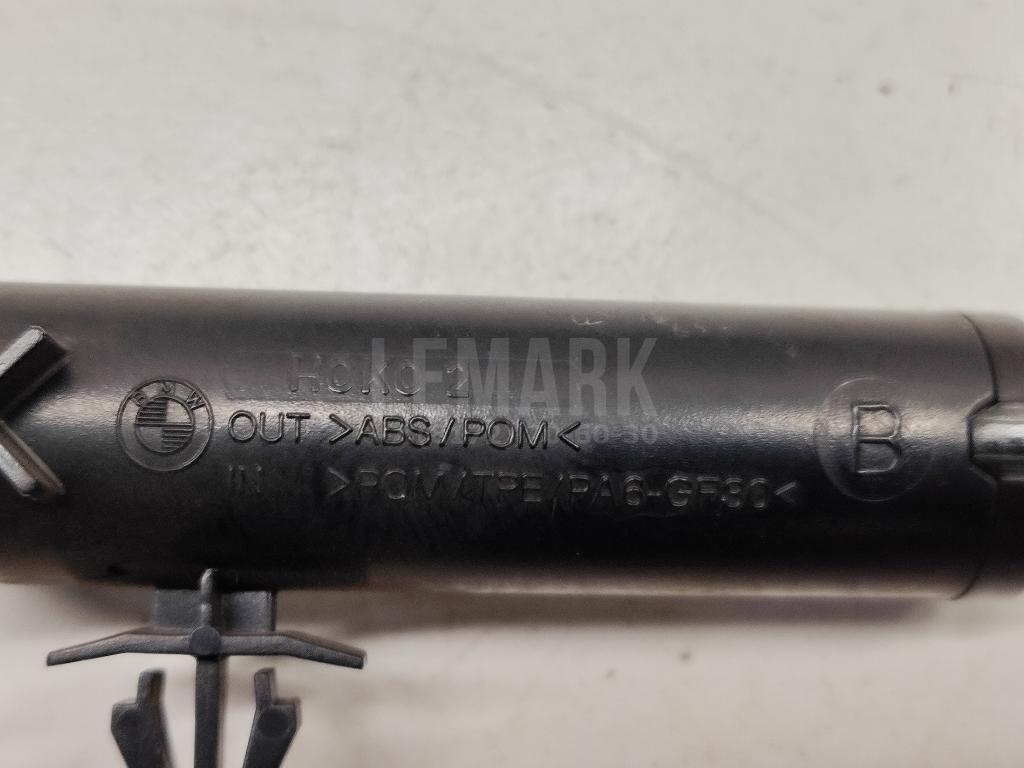 HOKO 2
BMW
OUT >ABS/POM<
IN >POM/TPE/PA6-GF30<
B
LEMARK